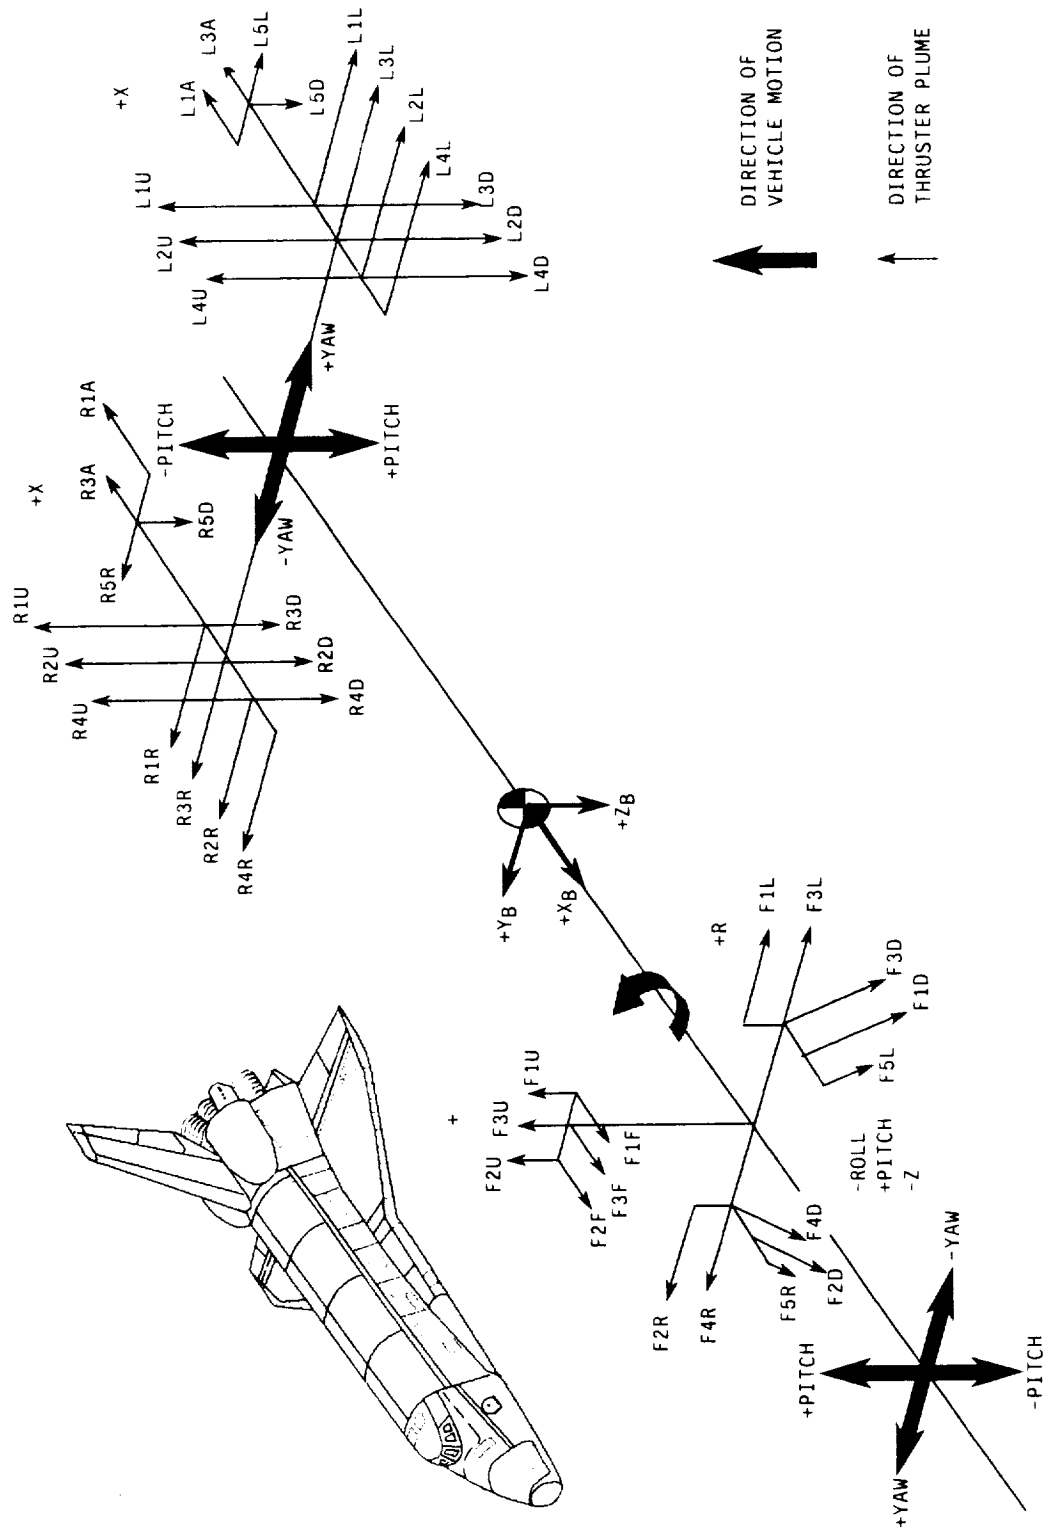 +X
L3A
L5L
L1A
L5D
L1L
L3L
L2L
L4L
L1U
L2U
L4U
L3D
L2D
L4D
+YAW
-PITCH
+PITCH
-YAW
+X
R1A
R3A
R5D
R5R
R1U
R2U
R4U
R3D
R2D
R4D
R1R
R3R
R2R
R4R
+YB
+XB
+ZB
+R
F1L
F3L
F3D
F1D
F5L
+
F1U
F3U
F2U
F1F
F3F
F2F
-ROLL
+PITCH
-Z
F4D
F2D
F5R
F2R
F4R
+PITCH
-YAW
+YAW
-PITCH
DIRECTION OF
VEHICLE MOTION
DIRECTION OF
THRUSTER PLUME